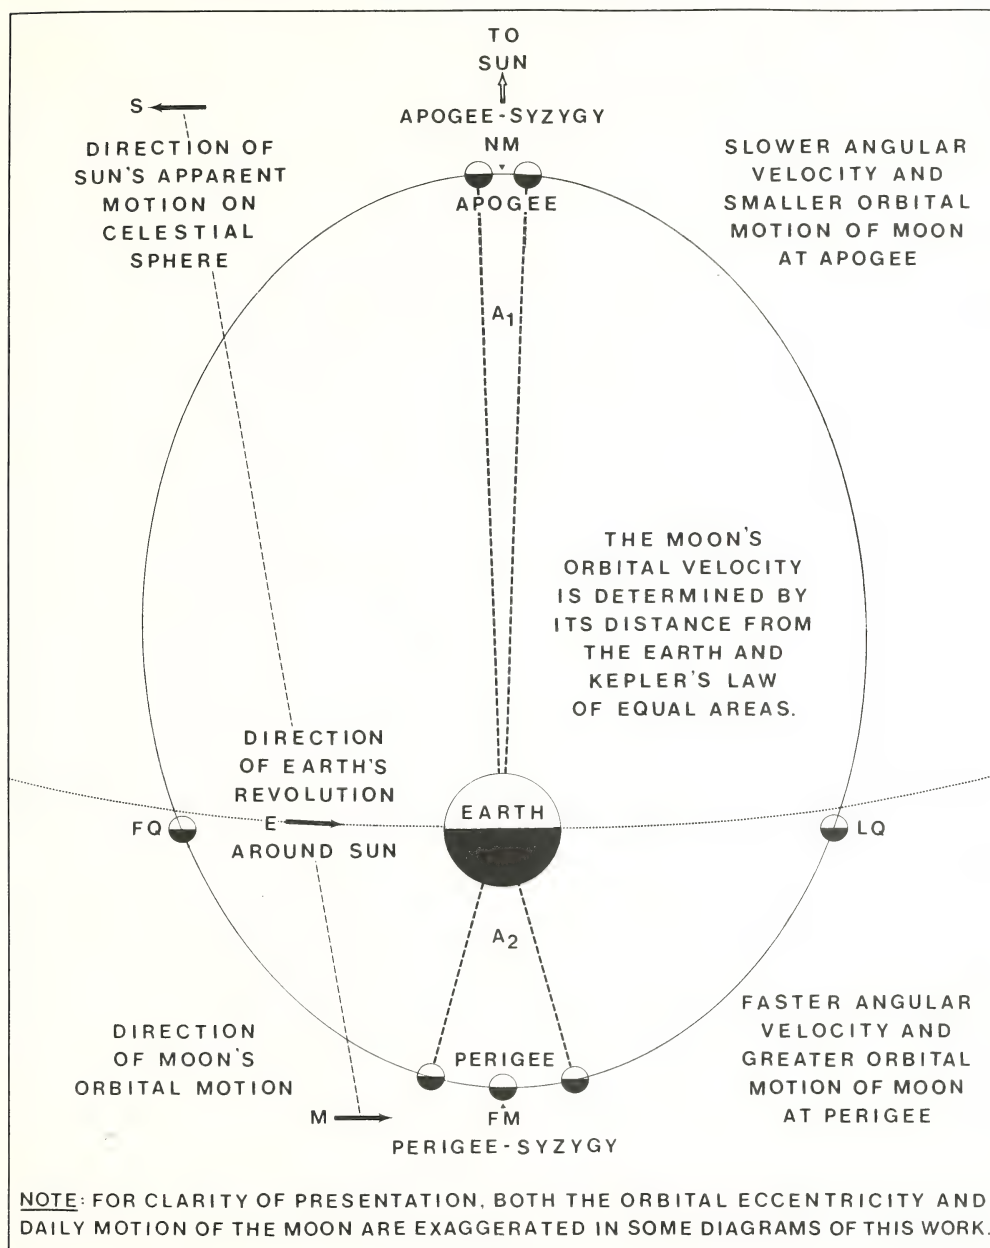 TO
SUN
APOGEE-SYZYGY
NM
APOGEE
S
DIRECTION OF
SUN'S APPARENT
MOTION ON
CELESTIAL
SPHERE
SLOWER ANGULAR
VELOCITY AND
SMALLER ORBITAL
MOTION OF MOON
AT APOGEE
A1
THE MOON'S
ORBITAL VELOCITY
IS DETERMINED BY
ITS DISTANCE FROM
THE EARTH AND
KEPLER'S LAW
OF EQUAL AREAS.
DIRECTION
OF EARTH'S
REVOLUTION
E
AROUND SUN
EARTH
FQ
LQ
A2
DIRECTION
OF MOON'S
ORBITAL MOTION
M
PERIGEE
FM
PERIGEE-SYZYGY
FASTER ANGULAR
VELOCITY AND
GREATER ORBITAL
MOTION OF MOON
AT PERIGEE
NOTE: FOR CLARITY OF PRESENTATION, BOTH THE ORBITAL ECCENTRICITY AND
DAILY MOTION OF THE MOON ARE EXAGGERATED IN SOME DIAGRAMS OF THIS WORK.